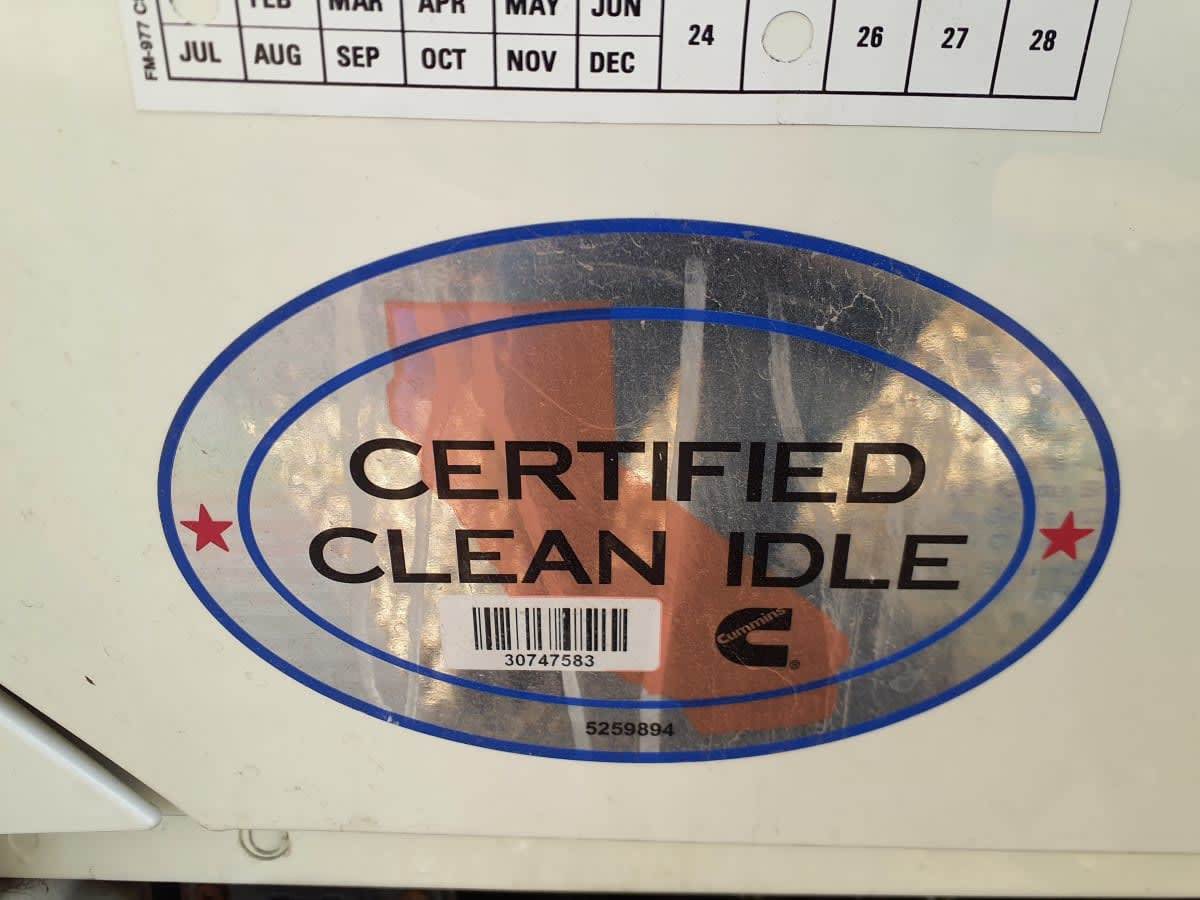 FEB MAR APR MAY JUN
24 26 27 28
JUL AUG SEP OCT NOV DEC
FM-977
CERTIFIED
CLEAN IDLE
30747583
Cummins
®
5259894